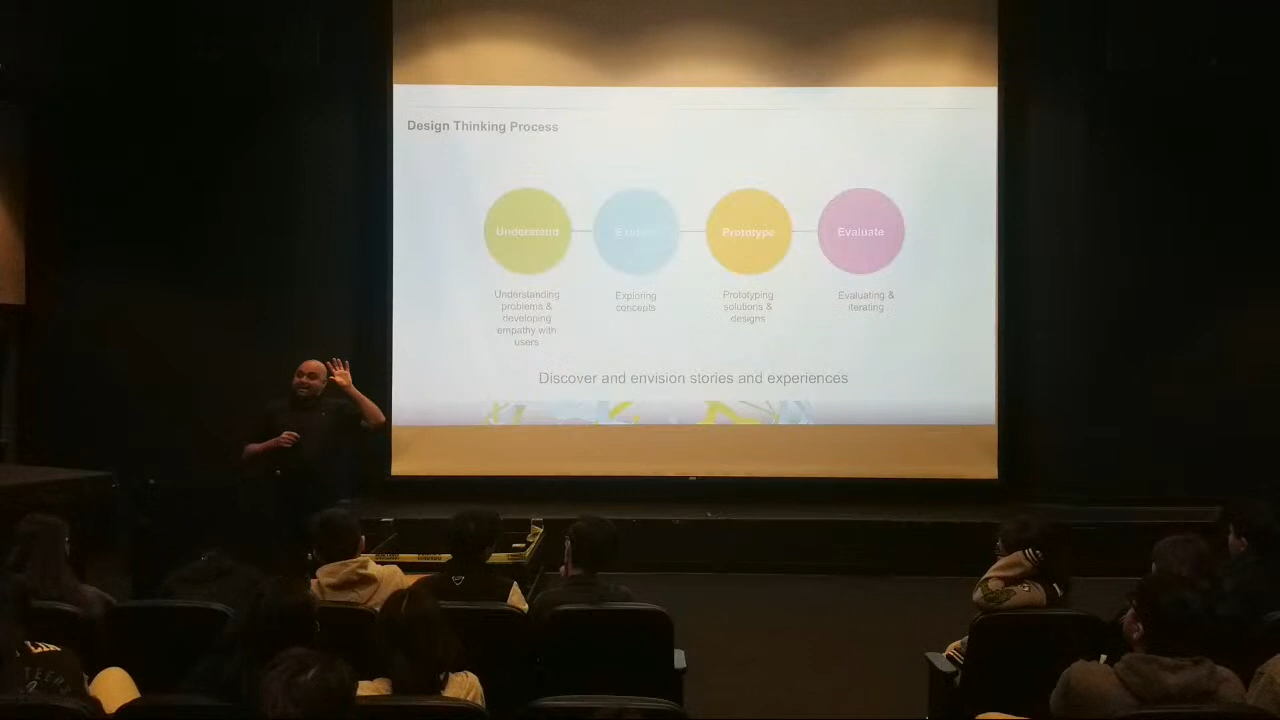 Design Thinking Process
Understand
Explore
Prototype
Evaluate
Understanding
problems &
developing
empathy with
users
Exploring
concepts
Prototyping
solutions &
designs
Evaluating &
iterating
Discover and envision stories and experiences